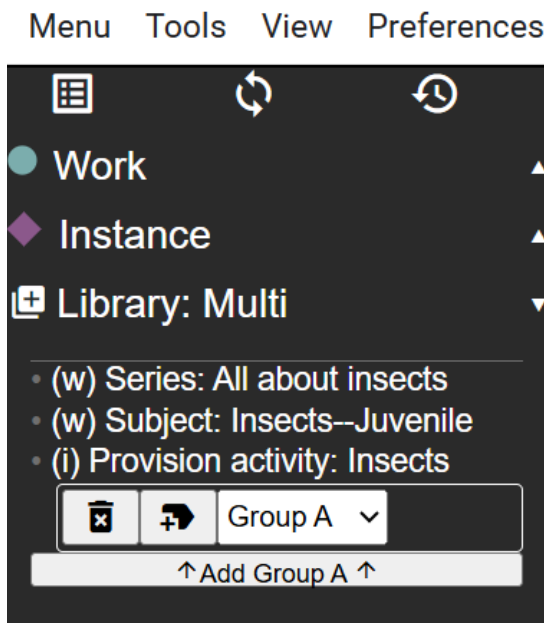 Menu Tools View Preferences
Work
Instance
Library: Multi
(w) Series: All about insects
(w) Subject: Insects--Juvenile
(i) Provision activity: Insects
Group A
↑Add Group A ↑